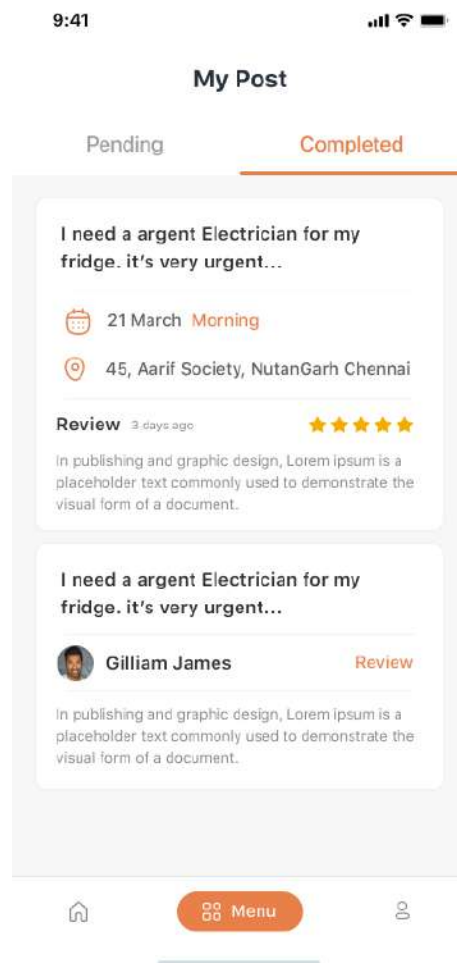 9:41
My Post
Pending Completed
I need a argent Electrician for my
fridge. it's very urgent...
21 March Morning
45, Aarif Society, NutanGarh Chennai
Review 3 days ago
In publishing and graphic design, Lorem ipsum is a
placeholder text commonly used to demonstrate the
visual form of a document.
I need a argent Electrician for my
fridge. it's very urgent...
Gilliam James Review
In publishing and graphic design, Lorem ipsum is a
placeholder text commonly used to demonstrate the
visual form of a document.
Menu